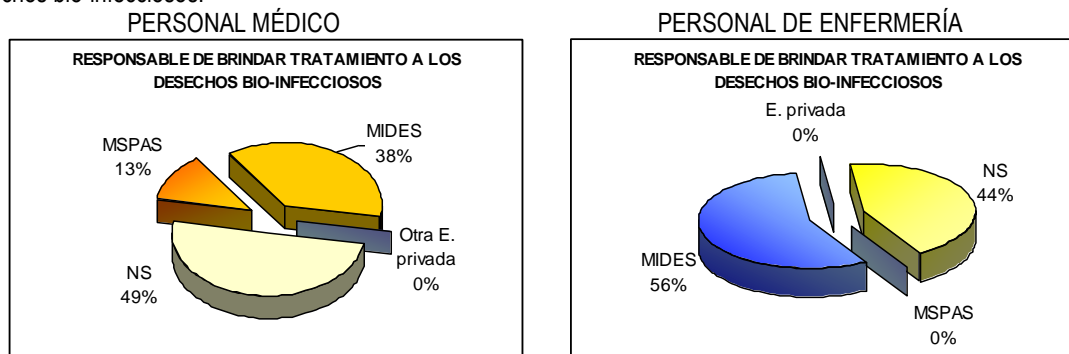 bio-infecciosos.
PERSONAL MÉDICO
RESPONSABLE DE BRINDAR TRATAMIENTO A LOS
DESECHOS BIO-INFECCIOSOS
MSPAS
13%
MIDES
38%
NS
49%
Otra E.
privada
0%
PERSONAL DE ENFERMERÍA
RESPONSABLE DE BRINDAR TRATAMIENTO A LOS
DESECHOS BIO-INFECCIOSOS
E. privada
0%
NS
44%
MIDES
56%
MSPAS
0%